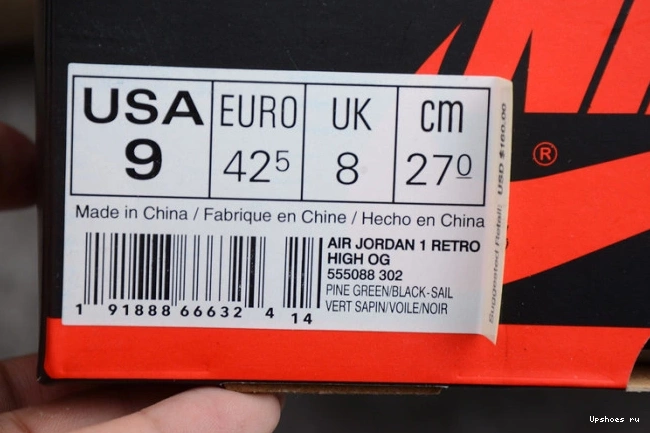 USA EURO UK cm
9 42 5 8 27 0
Made in China / Fabrique en Chine / Hecho en China
AIR JORDAN 1 RETRO
HIGH OG
555088 302
PINE GREEN/BLACK-SAIL
VERT SAPIN/VOILE/NOIR
1 91888 66632 4 14
Suggested Retail: USD $160.00
®
Upshoes ru